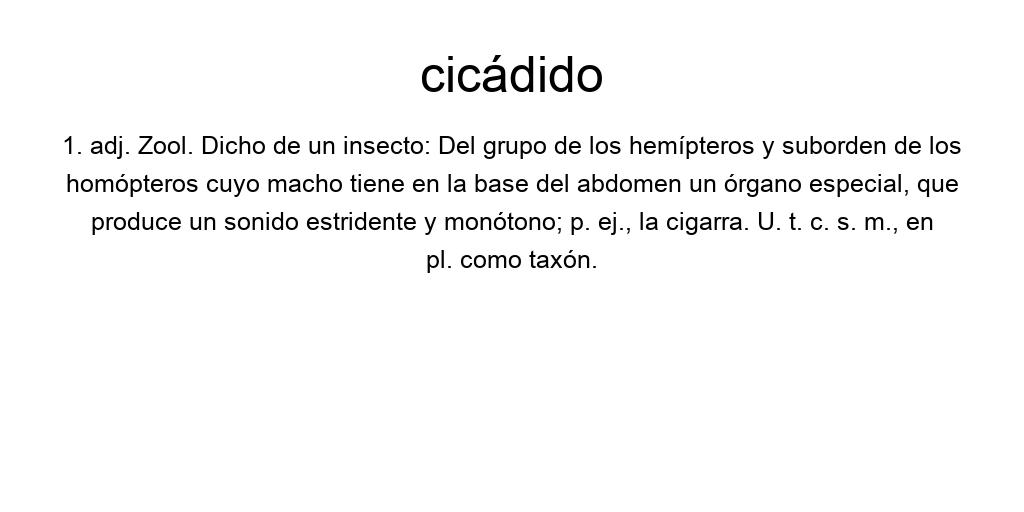 cicádido
1. adj. Zool. Dicho de un insecto: Del grupo de los hemípteros y suborden de los
homópteros cuyo macho tiene en la base del abdomen un órgano especial, que
produce un sonido estridente y monótono; p. ej., la cigarra. U. t. c. s. m., en
pl. como taxón.